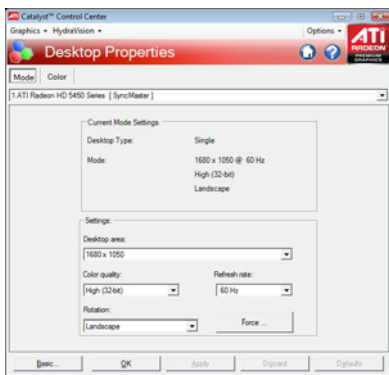 Catalyst™ Control Center
Graphics HydraVision Options
Desktop Properties
ATI
RADEON
PREMIUM
GRAPHICS
Mode Color
1.ATI Radeon HD 5450 Series [ SyncMaster ]
Current Mode Settings
Desktop Type: Single
Mode: 1680 x 1050 @ 60 Hz
High (32-bit)
Landscape
Settings:
Desktop area:
1680 x 1050
Color quality: Refresh rate:
High (32-bit) 60 Hz
Rotation:
Landscape Force ...
Basic... OK Apply Discard Defaults